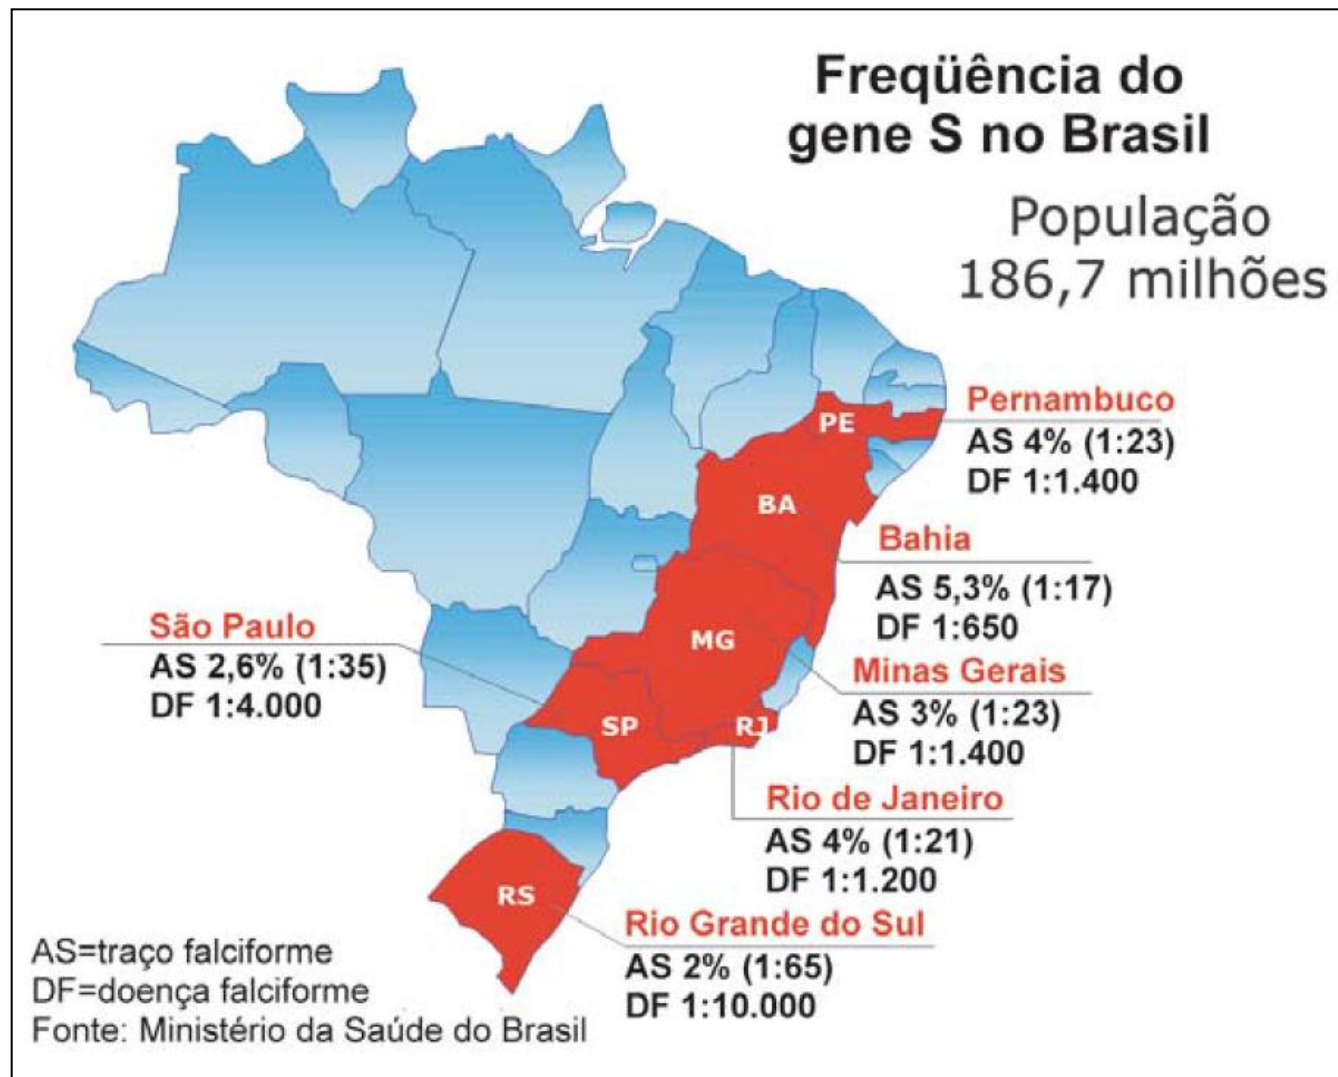 Freqüência do
gene S no Brasil
População
186,7 milhões
PE
Pernambuco
AS 4% (1:23)
DF 1:1.400
BA
Bahia
AS 5,3% (1:17)
DF 1:650
MG
Minas Gerais
AS 3% (1:23)
DF 1:1.400
São Paulo
AS 2,6% (1:35)
DF 1:4.000
SP
RJ
Rio de Janeiro
AS 4% (1:21)
DF 1:1.200
RS
Rio Grande do Sul
AS 2% (1:65)
DF 1:10.000
AS=traço falciforme
DF=doença falciforme
Fonte: Ministério da Saúde do Brasil